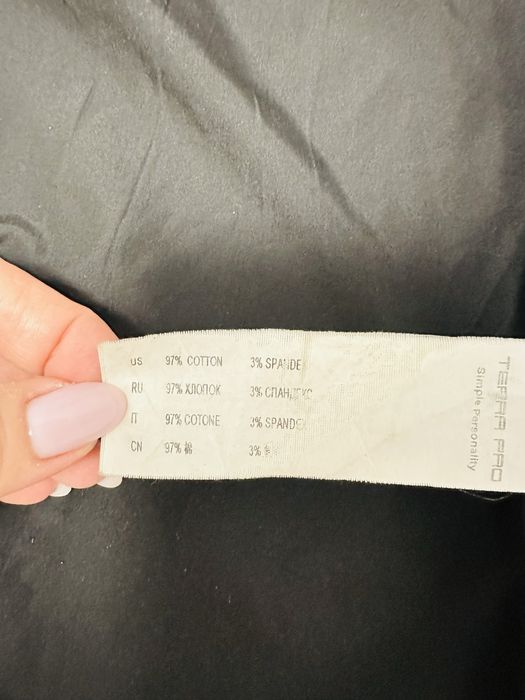 US 97% COTTON 3% SPANDE
RU 97% ХЛОПОК 3% СПАНДЕКС
IT 97% COTONE 3% SPANDE
CN 97% 棉 3%
TEPAR PRO
Simple Personality